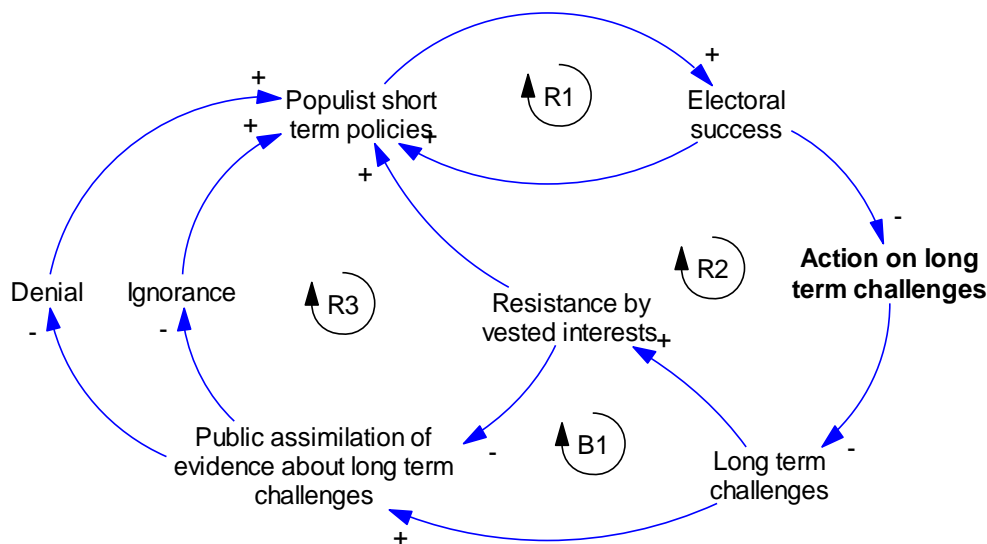 +
+
Populist short
term policies
+
+
+
R1
Electoral
success
-
Action on long
term challenges
R2
Denial
Ignorance
-
-
R3
Resistance by
vested interests
+
Public assimilation of
evidence about long term
challenges
-
B1
Long term
challenges
-
+